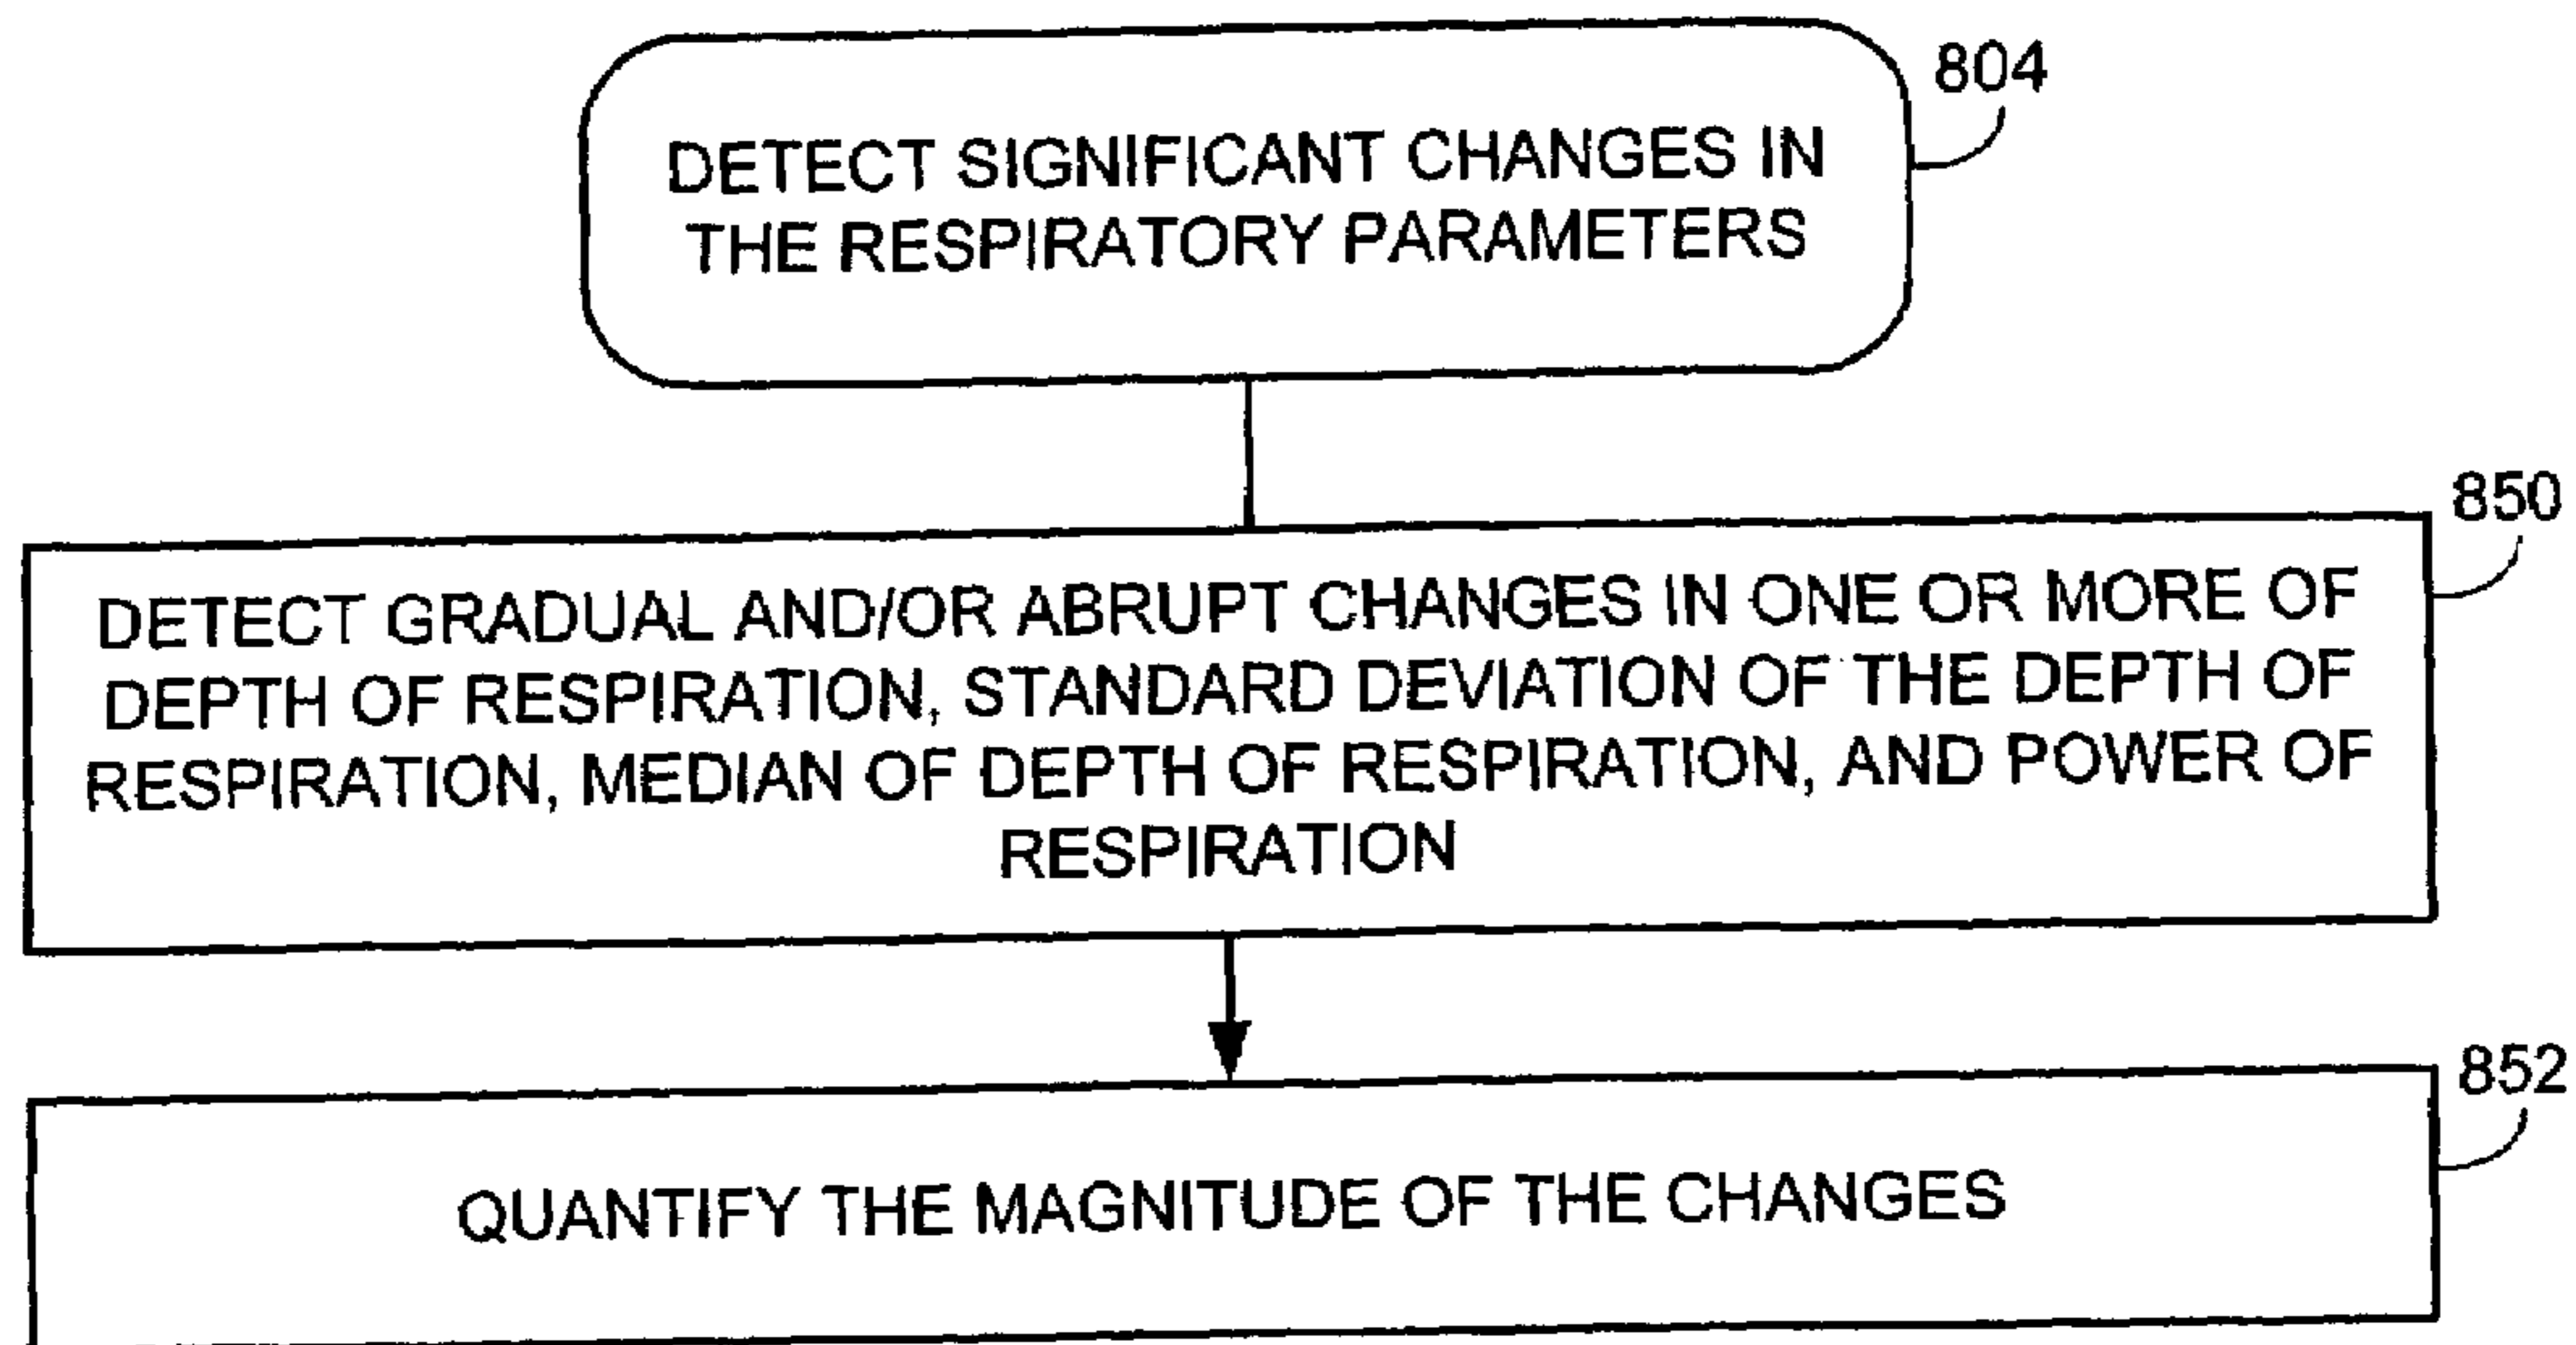 804
DETECT SIGNIFICANT CHANGES IN
THE RESPIRATORY PARAMETERS
850
DETECT GRADUAL AND/OR ABRUPT CHANGES IN ONE OR MORE OF
DEPTH OF RESPIRATION, STANDARD DEVIATION OF THE DEPTH OF
RESPIRATION, MEDIAN OF DEPTH OF RESPIRATION, AND POWER OF
RESPIRATION
852
QUANTIFY THE MAGNITUDE OF THE CHANGES